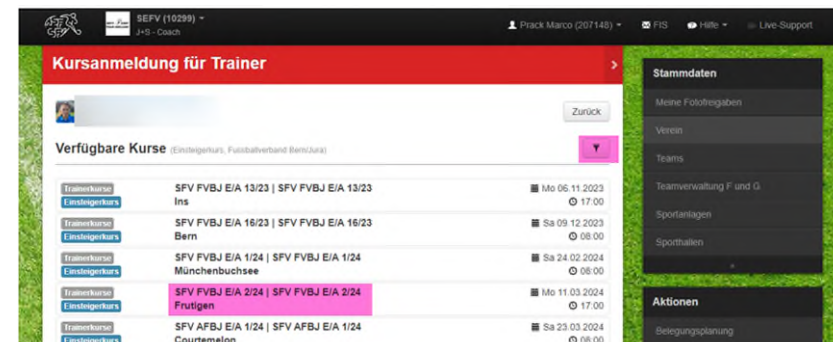 SEFV (10299)
J+S - Coach
Prack Marco (207148)
FIS
Hilfe
Live-Support
Kursanmeldung für Trainer
Zurück
Verfügbare Kurse (Einsteigerkurs, Fussballverband Bern/Jura)
Trainerkurse SFV FVBJ E/A 13/23 | SFV FVBJ E/A 13/23 Mo 06.11.2023
Einsteigerkurs Ins 17:00
Trainerkurse SFV FVBJ E/A 16/23 | SFV FVBJ E/A 16/23 Sa 09.12.2023
Einsteigerkurs Bern 08:00
Trainerkurse SFV FVBJ E/A 1/24 | SFV FVBJ E/A 1/24 Sa 24.02.2024
Einsteigerkurs Münchenbuchsee 08:00
Trainerkurse SFV FVBJ E/A 2/24 | SFV FVBJ E/A 2/24 Mo 11.03.2024
Einsteigerkurs Frutigen 17:00
Trainerkurse SFV AFBJ E/A 1/24 | SFV AFBJ E/A 1/24 Sa 23.03.2024
Einsteigerkurs Courtemelon 08:00
Stammdaten
Meine Fotofreigaben
Verein
Teams
Teamverwaltung F und G
Sportanlagen
Sporthallen
Aktionen
Belegungsplanung